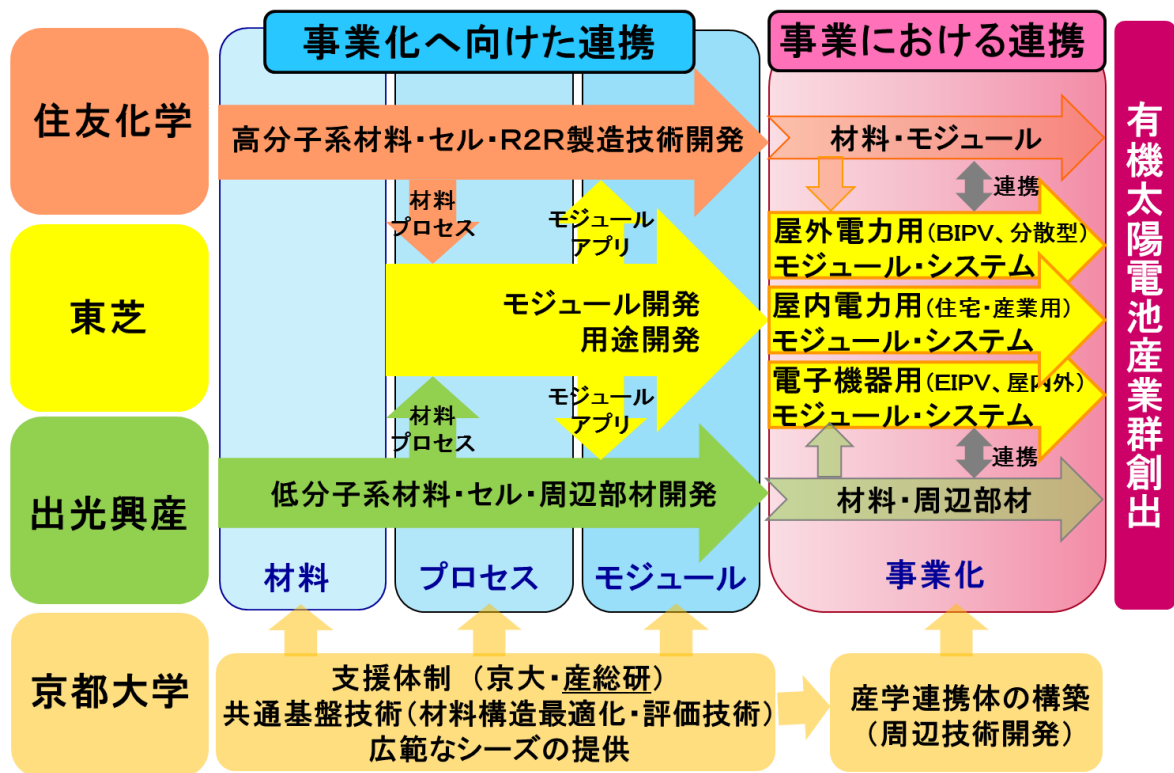 事業化へ向けた連携
事業における連携
住友化学
高分子系材料・セル・R2R製造技術開発
材料・モジュール
材料
プロセス
モジュール
アプリ
連携
東芝
モジュール開発
用途開発
屋外電力用(BIPV、分散型)
モジュール・システム
屋内電力用(住宅・産業用)
モジュール・システム
電子機器用(EIPV、屋内外)
モジュール・システム
材料
プロセス
モジュール
アプリ
連携
出光興産
低分子系材料・セル・周辺部材開発
材料・周辺部材
材料
プロセス
モジュール
事業化
京都大学
支援体制 (京大・産総研)
共通基盤技術(材料構造最適化・評価技術)
広範なシーズの提供
産学連携体の構築
(周辺技術開発)
有機太陽電池産業群創出